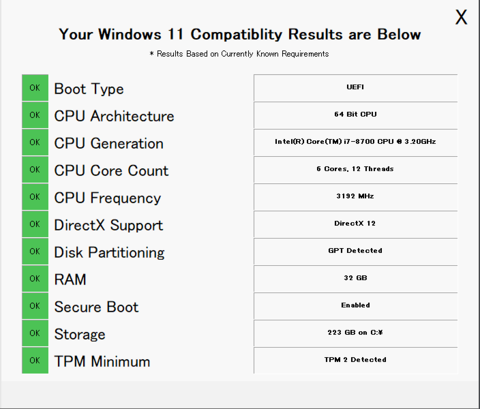 X
Your Windows 11 Compatiblity Results are Below
* Results Based on Currently Known Requirements
OK Boot Type UEFI
OK CPU Architecture 64 Bit CPU
OK CPU Generation Intel(R) Core(TM) i7-8700 CPU @ 3.20GHz
OK CPU Core Count 6 Cores, 12 Threads
OK CPU Frequency 3192 MHz
OK DirectX Support DirectX 12
OK Disk Partitioning GPT Detected
OK RAM 32 GB
OK Secure Boot Enabled
OK Storage 223 GB on C:¥
OK TPM Minimum TPM 2 Detected